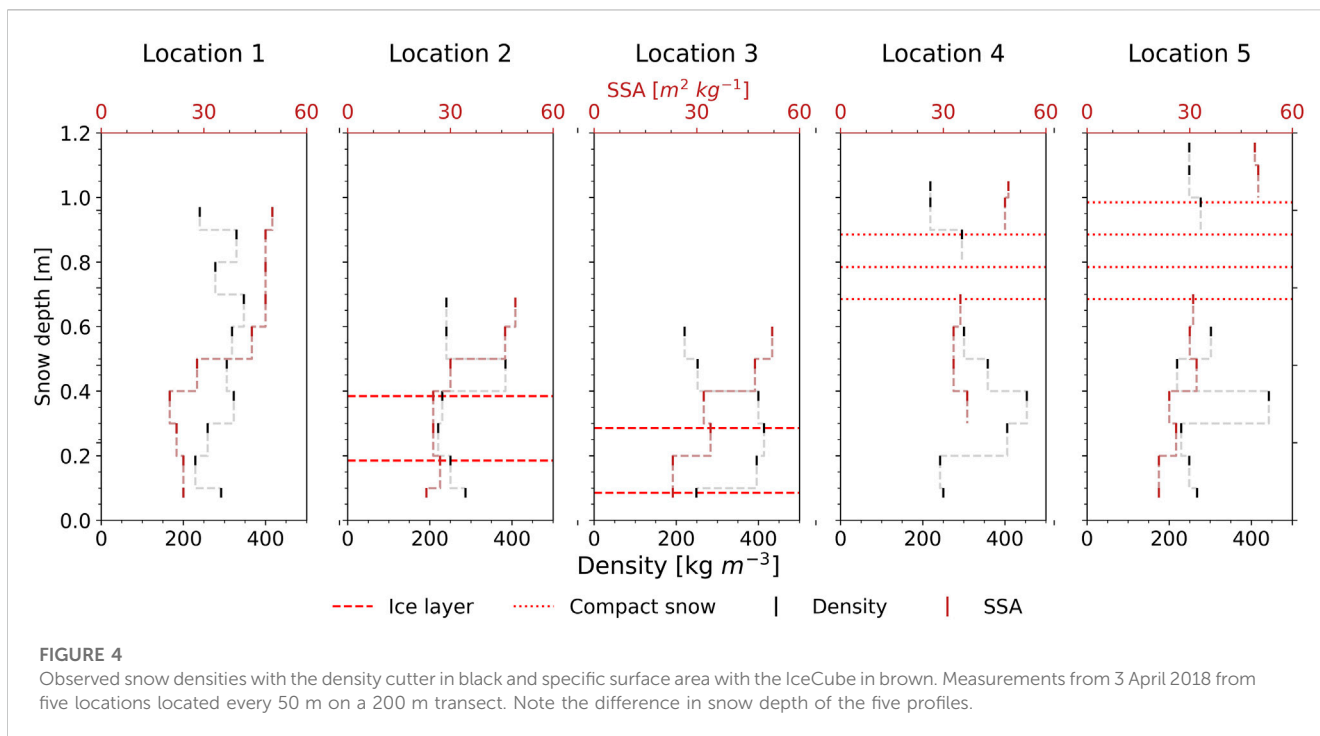 Location 1 Location 2 Location 3 Location 4 Location 5
SSA [m² kg⁻¹]
0 30 60 0 30 60 0 30 60 0 30 60 0 30 60
1.2
1.0
0.8
0.6
0.4
0.2
0.0
Snow depth [m]
0 200 400 0 200 400 0 200 400 0 200 400 0 200 400
Density [kg m⁻³]
Ice layer Compact snow Density SSA
FIGURE 4
Observed snow densities with the density cutter in black and specific surface area with the IceCube in brown. Measurements from 3 April 2018 from
five locations located every 50 m on a 200 m transect. Note the difference in snow depth of the five profiles.